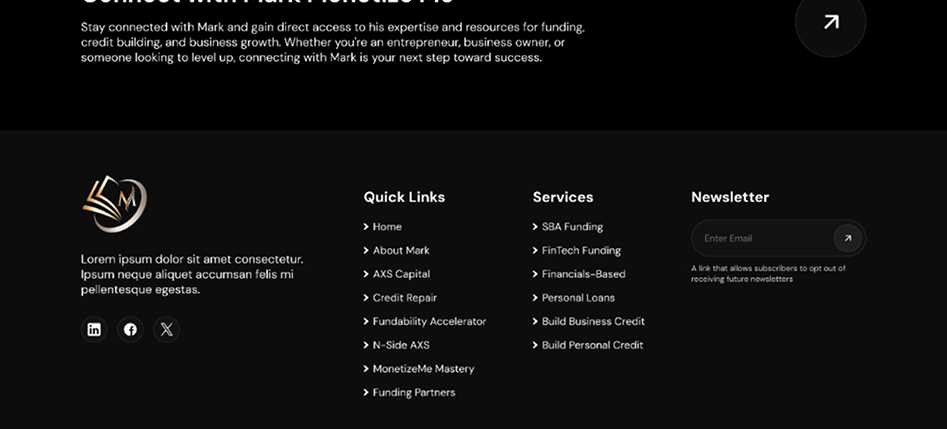 Connect with Mark Monetize Me
Stay connected with Mark and gain direct access to his expertise and resources for funding,
credit building, and business growth. Whether you're an entrepreneur, business owner, or
someone looking to level up, connecting with Mark is your next step toward success.
M
Lorem ipsum dolor sit amet consectetur.
Ipsum neque aliquet accumsan felis mi
pellentesque egestas.
Quick Links
Home
About Mark
AXS Capital
Credit Repair
Fundability Accelerator
N-Side AXS
MonetizeMe Mastery
Funding Partners
Services
SBA Funding
FinTech Funding
Financials-Based
Personal Loans
Build Business Credit
Build Personal Credit
Newsletter
Enter Email
A link that allows subscribers to opt out of
receiving future newsletters